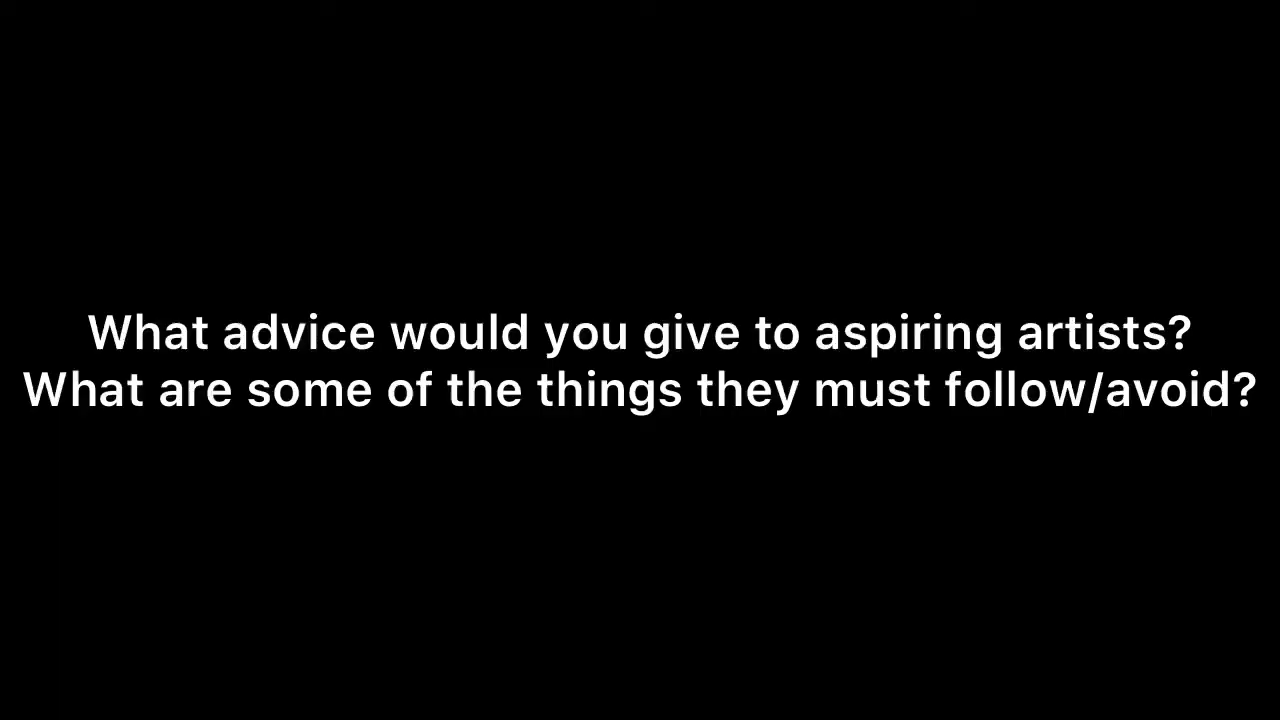 What advice would you give to aspiring artists?
What are some of the things they must follow/avoid?